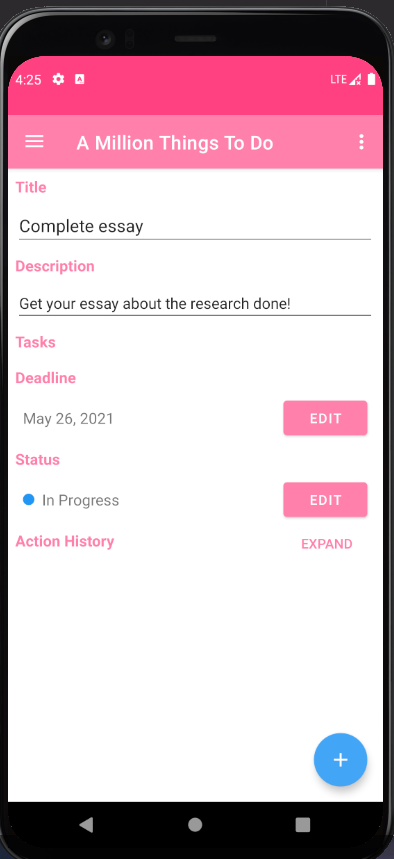 4:25
LTE
A Million Things To Do
Title
Complete essay
Description
Get your essay about the research done!
Tasks
Deadline
May 26, 2021
EDIT
Status
In Progress
EDIT
Action History
EXPAND